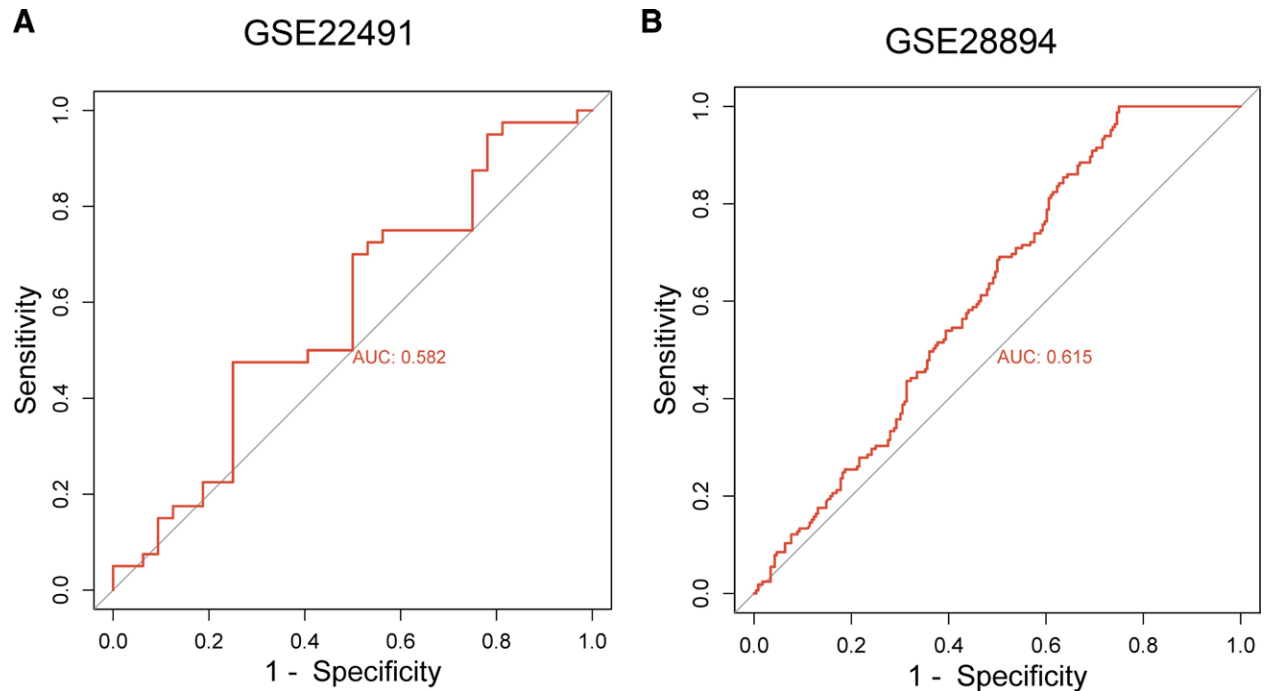 A
GSE22491
Sensitivity
1.0
0.8
0.6
0.4
0.2
0.0
AUC: 0.582
0.0 0.2 0.4 0.6 0.8 1.0
1 - Specificity
B
GSE28894
Sensitivity
1.0
0.8
0.6
0.4
0.2
0.0
AUC: 0.615
0.0 0.2 0.4 0.6 0.8 1.0
1 - Specificity